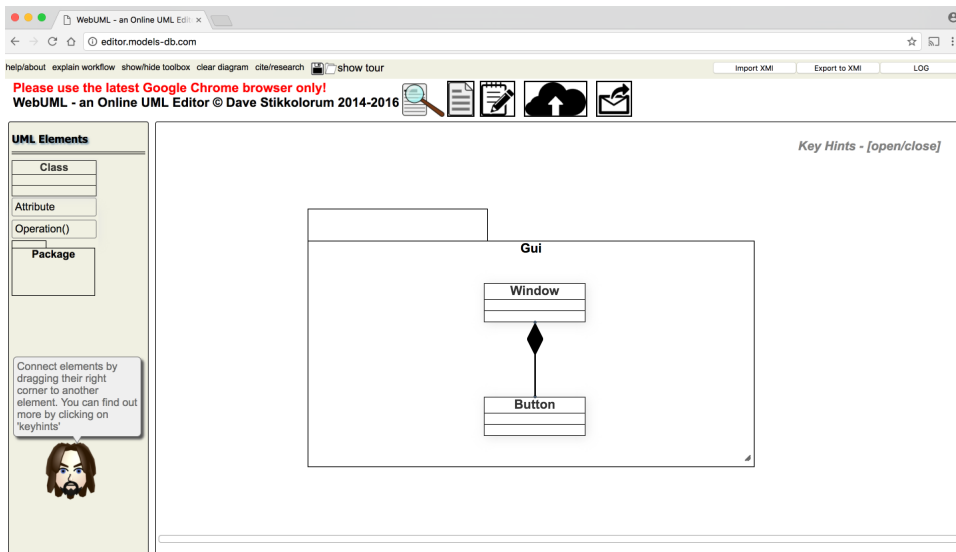 WebUML - an Online UML Edit
editor.models-db.com
help/about explain workflow show/hide toolbox clear diagram cite/research show tour
Import XMI
Export to XMI
LOG
Please use the latest Google Chrome browser only!
WebUML - an Online UML Editor © Dave Stikkolorum 2014-2016
UML Elements
Key Hints - [open/close]
Class
Attribute
Operation()
Package
Gui
Window
Button
Connect elements by
dragging their right
corner to another
element. You can find out
more by clicking on
'keyhints'